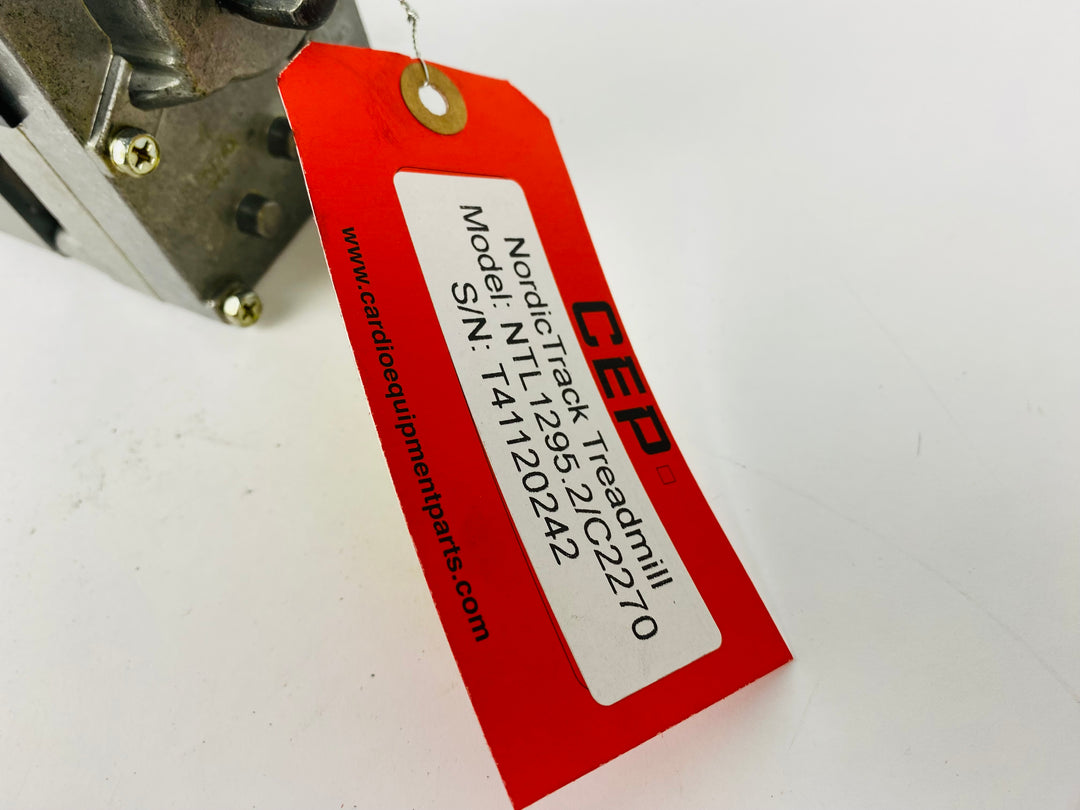 CEP
NordicTrack Treadmill
Model: NTL1295.2/C2270
S/N: T41120242
www.cardioequipmentparts.com